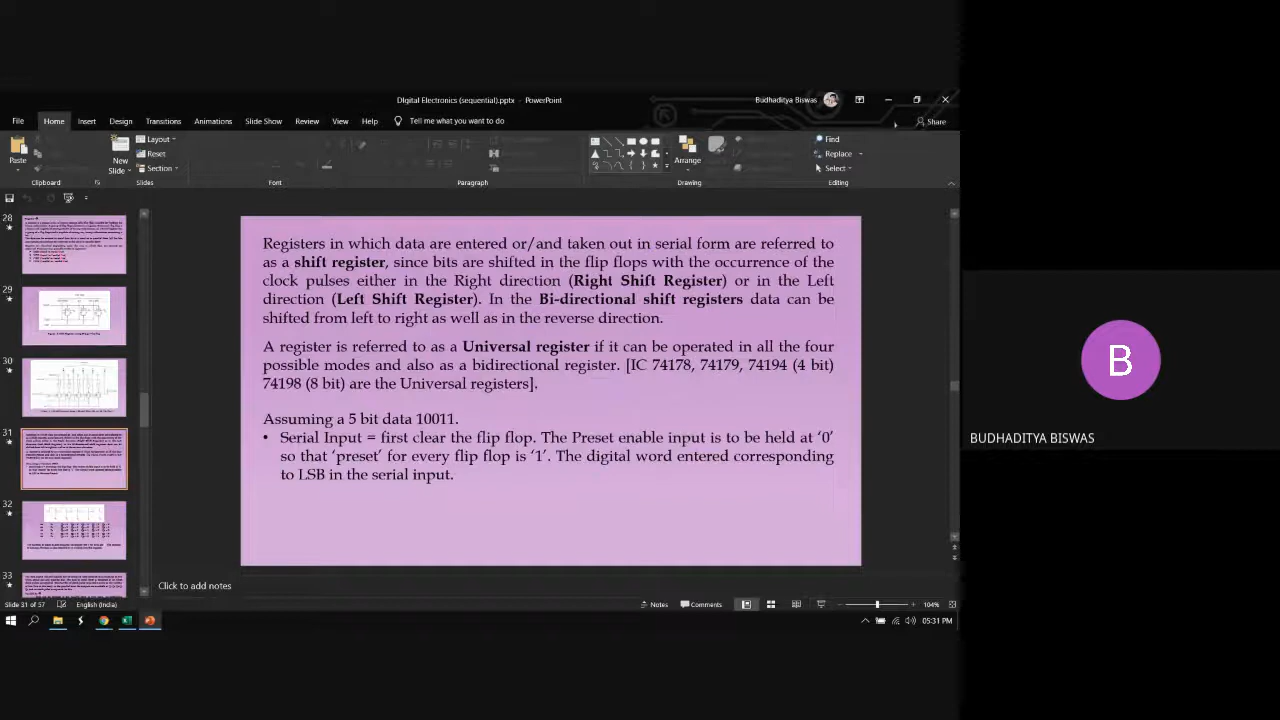 DIgital Electronics (sequential).pptx - PowerPoint
Budhaditya Biswas
File Home Insert Design Transitions Animations Slide Show Review View Help Tell me what you want to do
Share
Paste
New
Slide
Layout
Reset
Section
Arrange
Find
Replace
Select
Clipboard Slides Font Paragraph Drawing Editing
28
29
30
31
32
33
Registers in which data are entered or/and taken out in serial form are referred to
as a shift register, since bits are shifted in the flip flops with the occurrence of the
clock pulses either in the Right direction (Right Shift Register) or in the Left
direction (Left Shift Register). In the Bi-directional shift registers data can be
shifted from left to right as well as in the reverse direction.
A register is referred to as a Universal register if it can be operated in all the four
possible modes and also as a bidirectional register. [IC 74178, 74179, 74194 (4 bit)
74198 (8 bit) are the Universal registers].
Assuming a 5 bit data 10011.
• Serial Input = first clear the flip flop. The Preset enable input is to be held at ‘0’
so that ‘preset’ for every flip flop is ‘1’. The digital word entered corresponding
to LSB in the serial input.
Click to add notes
Slide 31 of 57 English (India) Notes Comments 104%
05:31 PM
B
BUDHADITYA BISWAS